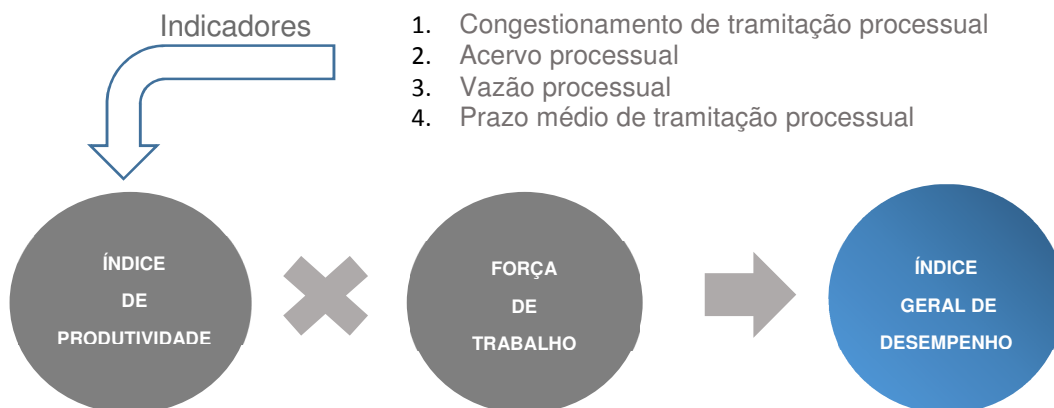 Indicadores
1. Congestionamento de tramitação processual
2. Acervo processual
3. Vazão processual
4. Prazo médio de tramitação processual
ÍNDICE
DE
PRODUTIVIDADE
FORÇA
DE
TRABALHO
ÍNDICE
GERAL DE
DESEMPENHO